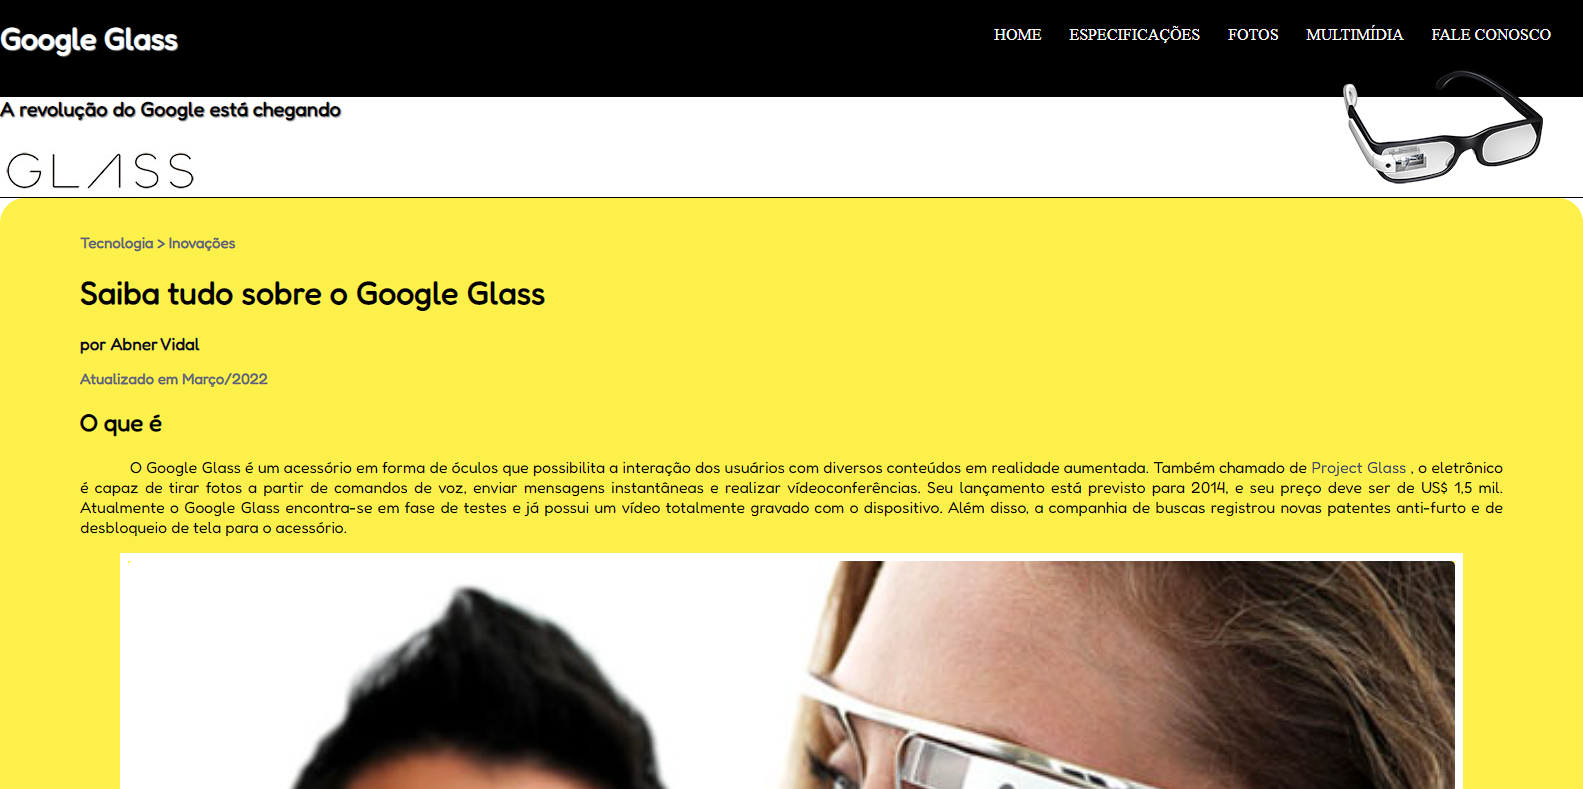 Google Glass
HOME ESPECIFICAÇÕES FOTOS MULTIMÍDIA FALE CONOSCO
A revolução do Google está chegando
GLASS
Tecnologia > Inovações
Saiba tudo sobre o Google Glass
por Abner Vidal
Atualizado em Março/2022
O que é
O Google Glass é um acessório em forma de óculos que possibilita a interação dos usuários com diversos conteúdos em realidade aumentada. Também chamado de Project Glass , o eletrônico
é capaz de tirar fotos a partir de comandos de voz, enviar mensagens instantâneas e realizar vídeoconferências. Seu lançamento está previsto para 2014, e seu preço deve ser de US$ 1,5 mil.
Atualmente o Google Glass encontra-se em fase de testes e já possui um vídeo totalmente gravado com o dispositivo. Além disso, a companhia de buscas registrou novas patentes anti-furto e de
desbloqueio de tela para o acessório.